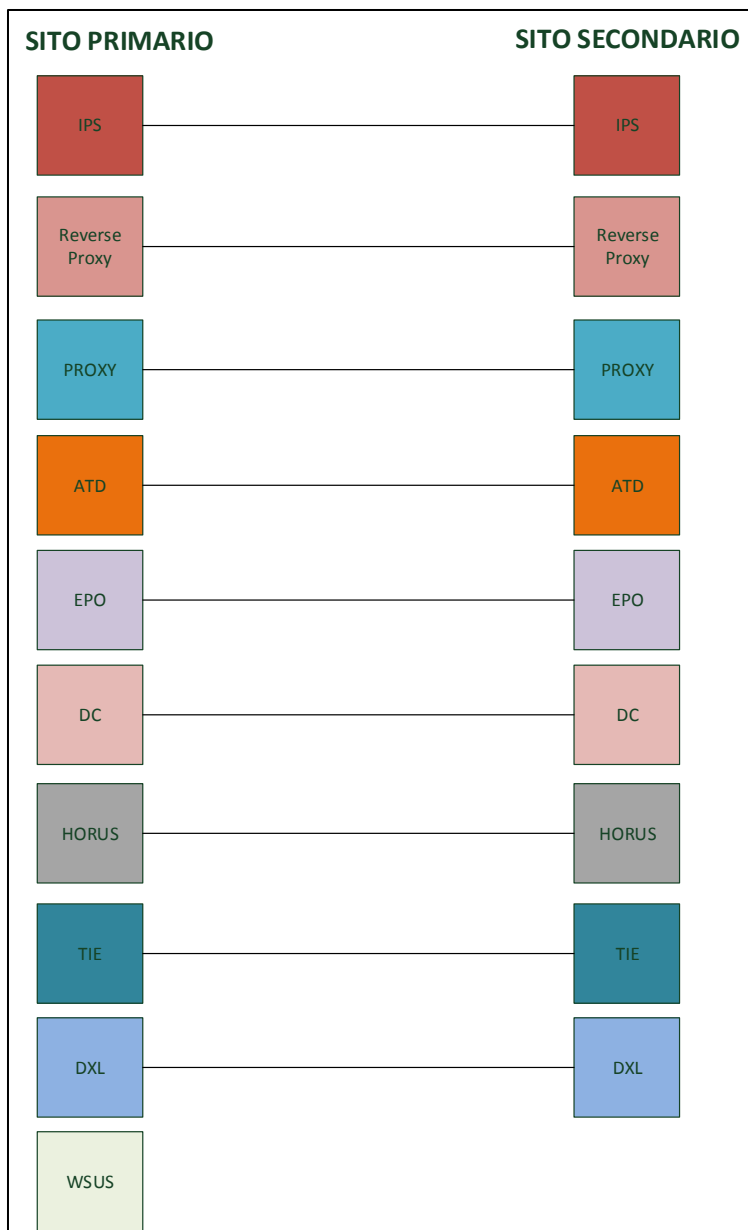 SITO PRIMARIO
SITO SECONDARIO
IPS
IPS
Reverse
Proxy
Reverse
Proxy
PROXY
PROXY
ATD
ATD
EPO
EPO
DC
DC
HORUS
HORUS
TIE
TIE
DXL
DXL
WSUS